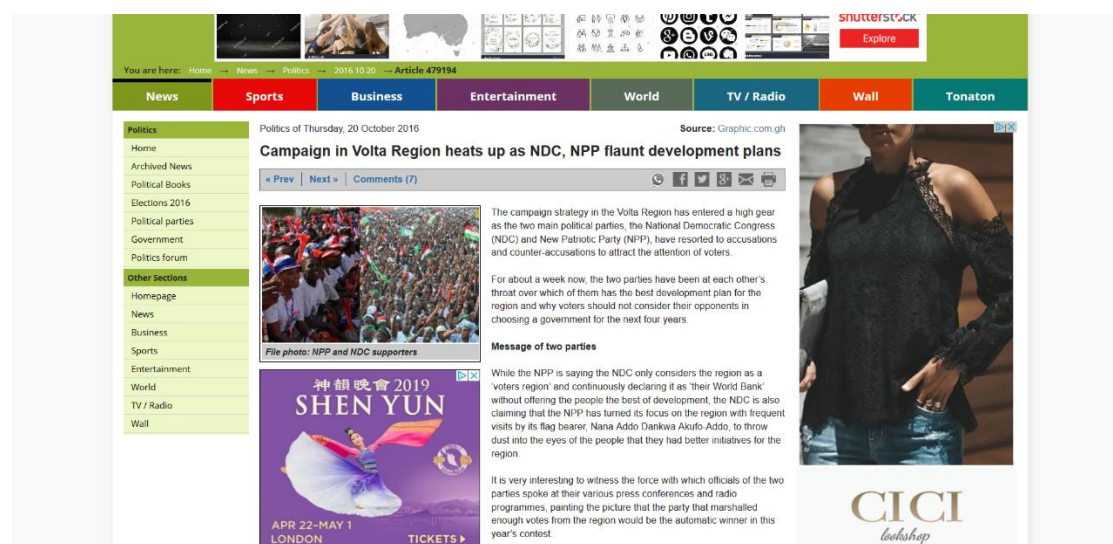 shutterstock
Explore
You are here: Home → News → Politics → 2016 10 20 → Article 479194
News Sports Business Entertainment World TV / Radio Wall Tonaton
Politics
Home
Archived News
Political Books
Elections 2016
Political parties
Government
Politics forum
Other Sections
Homepage
News
Business
Sports
Entertainment
World
TV / Radio
Wall
Politics of Thursday, 20 October 2016
Source: Graphic.com.gh
Campaign in Volta Region heats up as NDC, NPP flaunt development plans
« Prev | Next » | Comments (7)
File photo: NPP and NDC supporters
The campaign strategy in the Volta Region has entered a high gear
as the two main political parties, the National Democratic Congress
(NDC) and New Patriotic Party (NPP), have resorted to accusations
and counter-accusations to attract the attention of voters.
For about a week now, the two parties have been at each other's
throat over which of them has the best development plan for the
region and why voters should not consider their opponents in
choosing a government for the next four years.
Message of two parties
While the NPP is saying the NDC only considers the region as a
'voters region' and continuously declaring it as 'their World Bank'
without offering the people the best of development, the NDC is also
claiming that the NPP has turned its focus on the region with frequent
visits by its flag bearer, Nana Addo Dankwa Akufo-Addo, to throw
dust into the eyes of the people that they had better initiatives for the
region.
It is very interesting to witness the force with which officials of the two
parties spoke at their various press conferences and radio
programmes, painting the picture that the party that marshalled
enough votes from the region would be the automatic winner in this
year's contest.
神韻晚會 2019
SHEN YUN
APR 22–MAY 1
LONDON
TICKETS
CICI
lookshop